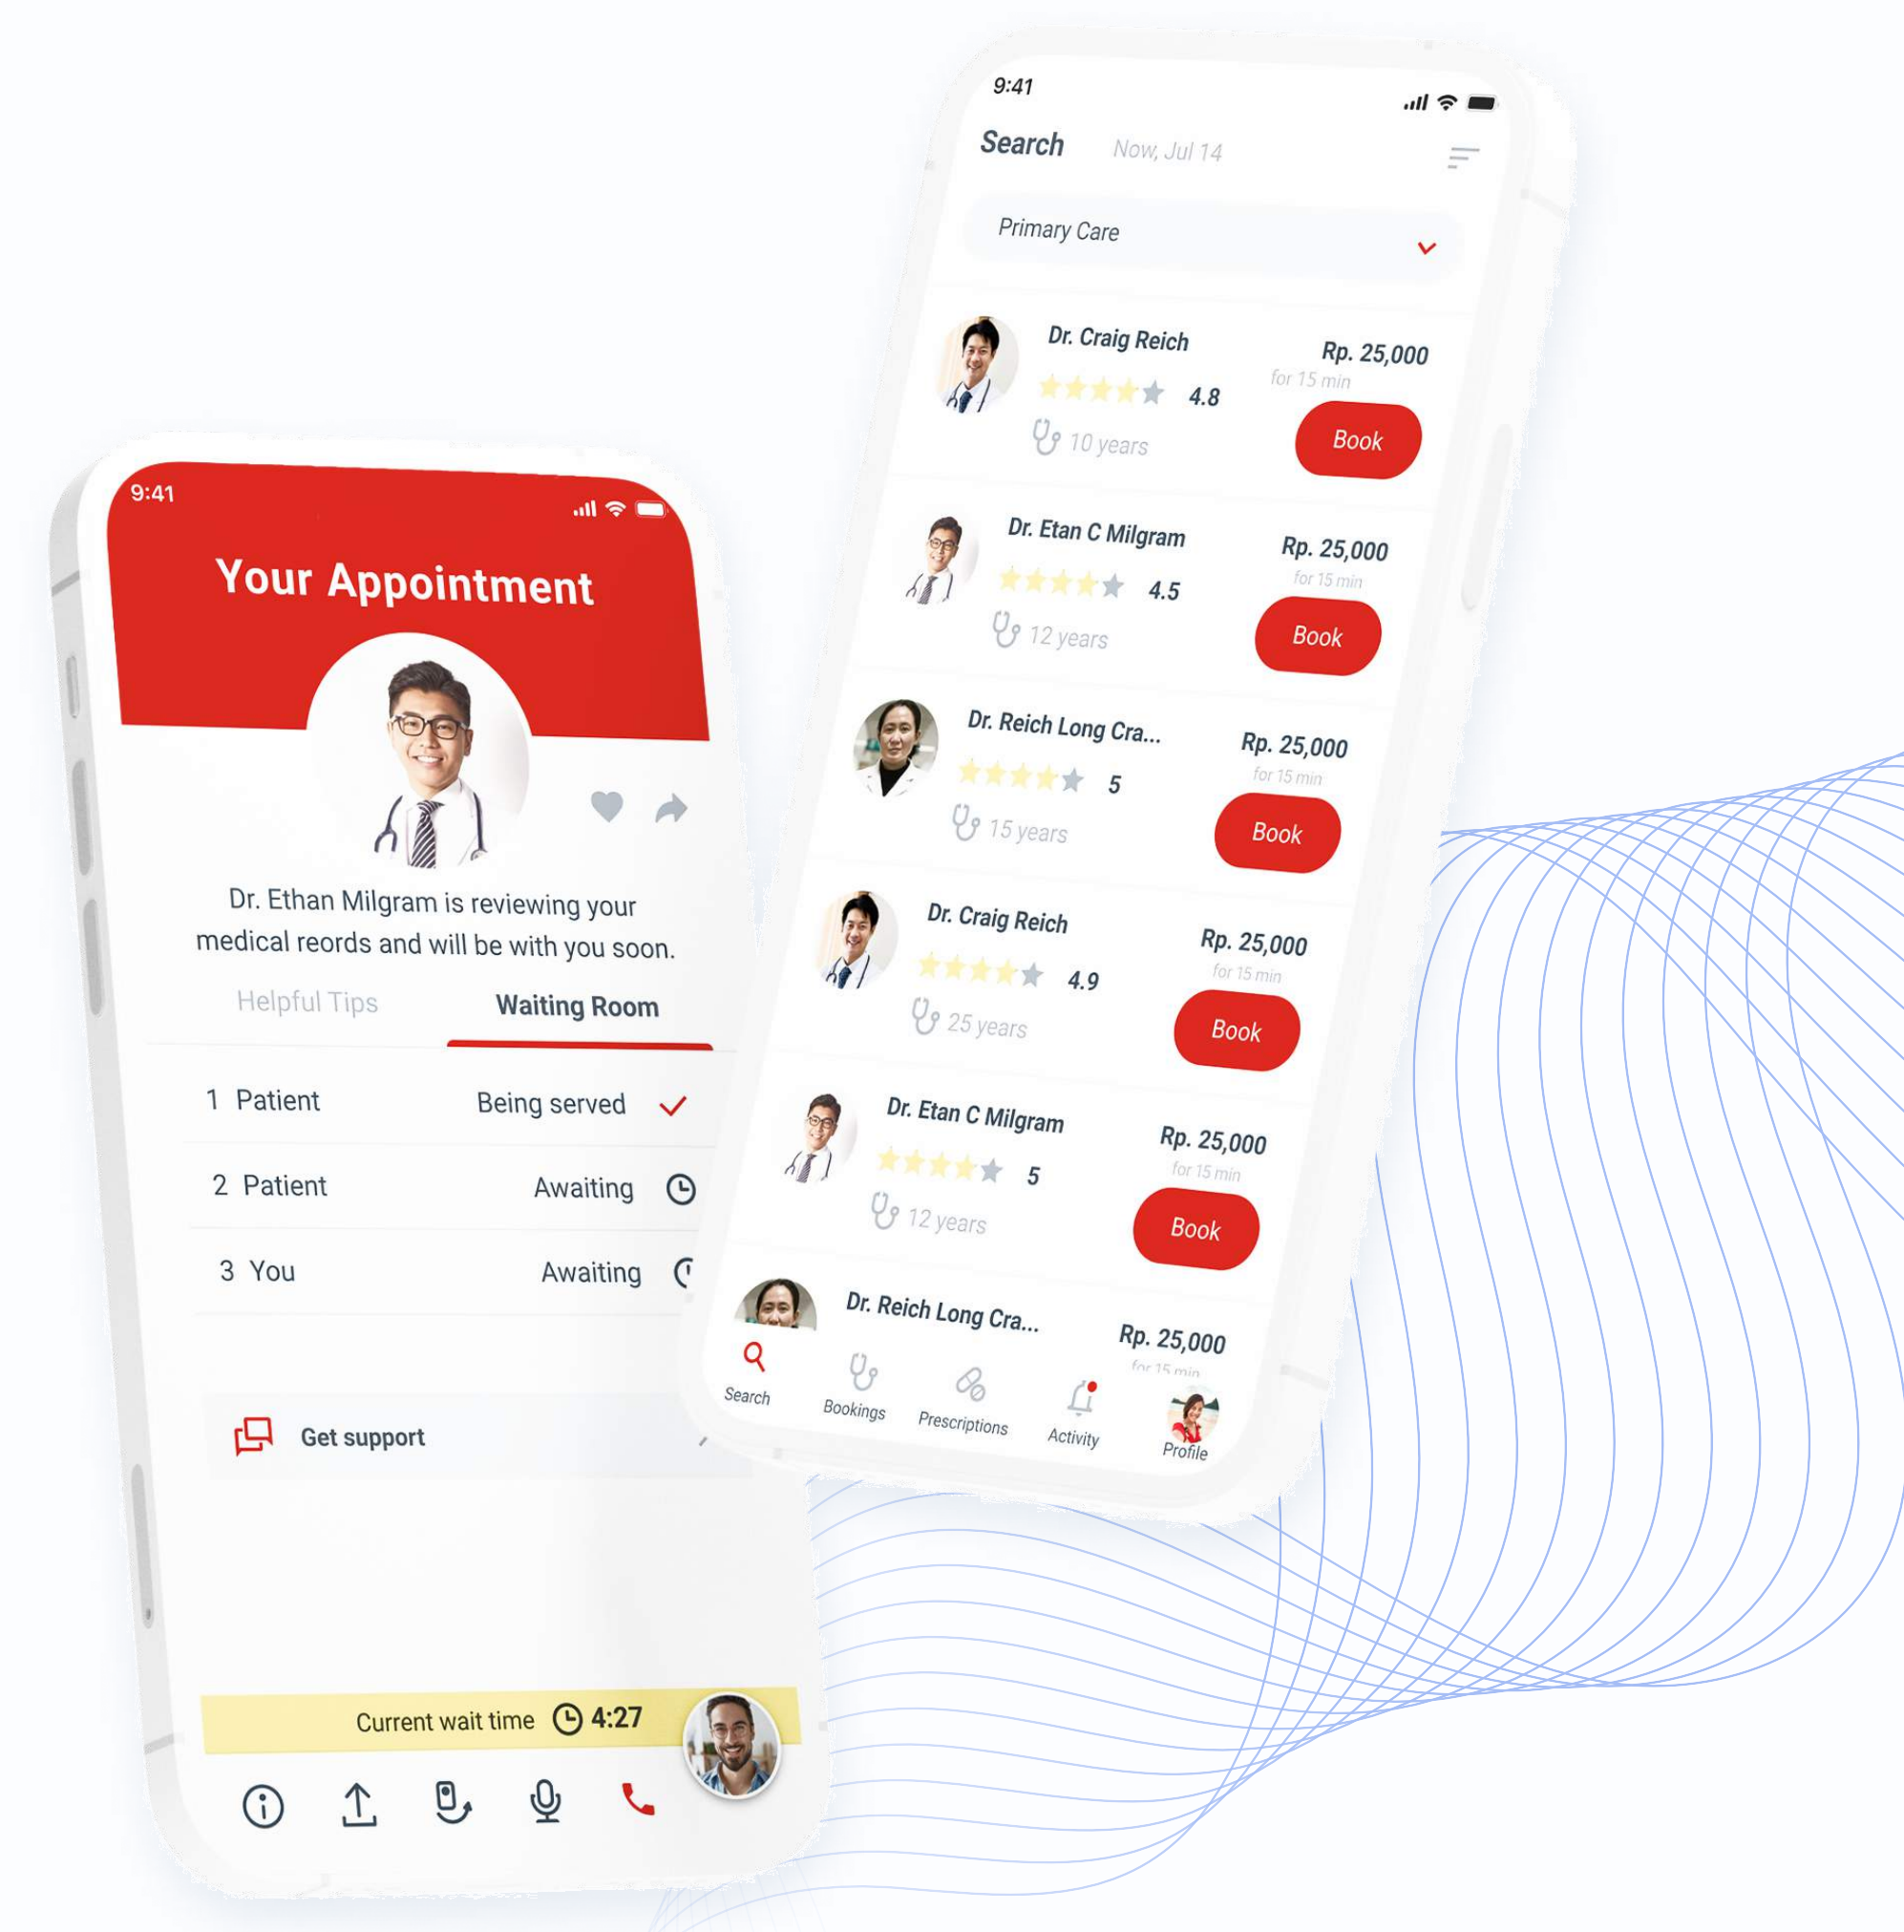 9:41
Your Appointment
Dr. Ethan Milgram is reviewing your
medical reords and will be with you soon.
Helpful Tips
Waiting Room
1 Patient Being served
2 Patient Awaiting
3 You Awaiting
Get support
Current wait time 4:27
9:41
Search Now, Jul 14
Primary Care
Dr. Craig Reich
Rp. 25,000
for 15 min
4.8
10 years
Book
Dr. Etan C Milgram
Rp. 25,000
for 15 min
4.5
12 years
Book
Dr. Reich Long Cra...
Rp. 25,000
for 15 min
5
15 years
Book
Dr. Craig Reich
Rp. 25,000
for 15 min
4.9
25 years
Book
Dr. Etan C Milgram
Rp. 25,000
for 15 min
5
12 years
Book
Dr. Reich Long Cra...
Rp. 25,000
for 15 min
Search
Bookings
Prescriptions
Activity
Profile